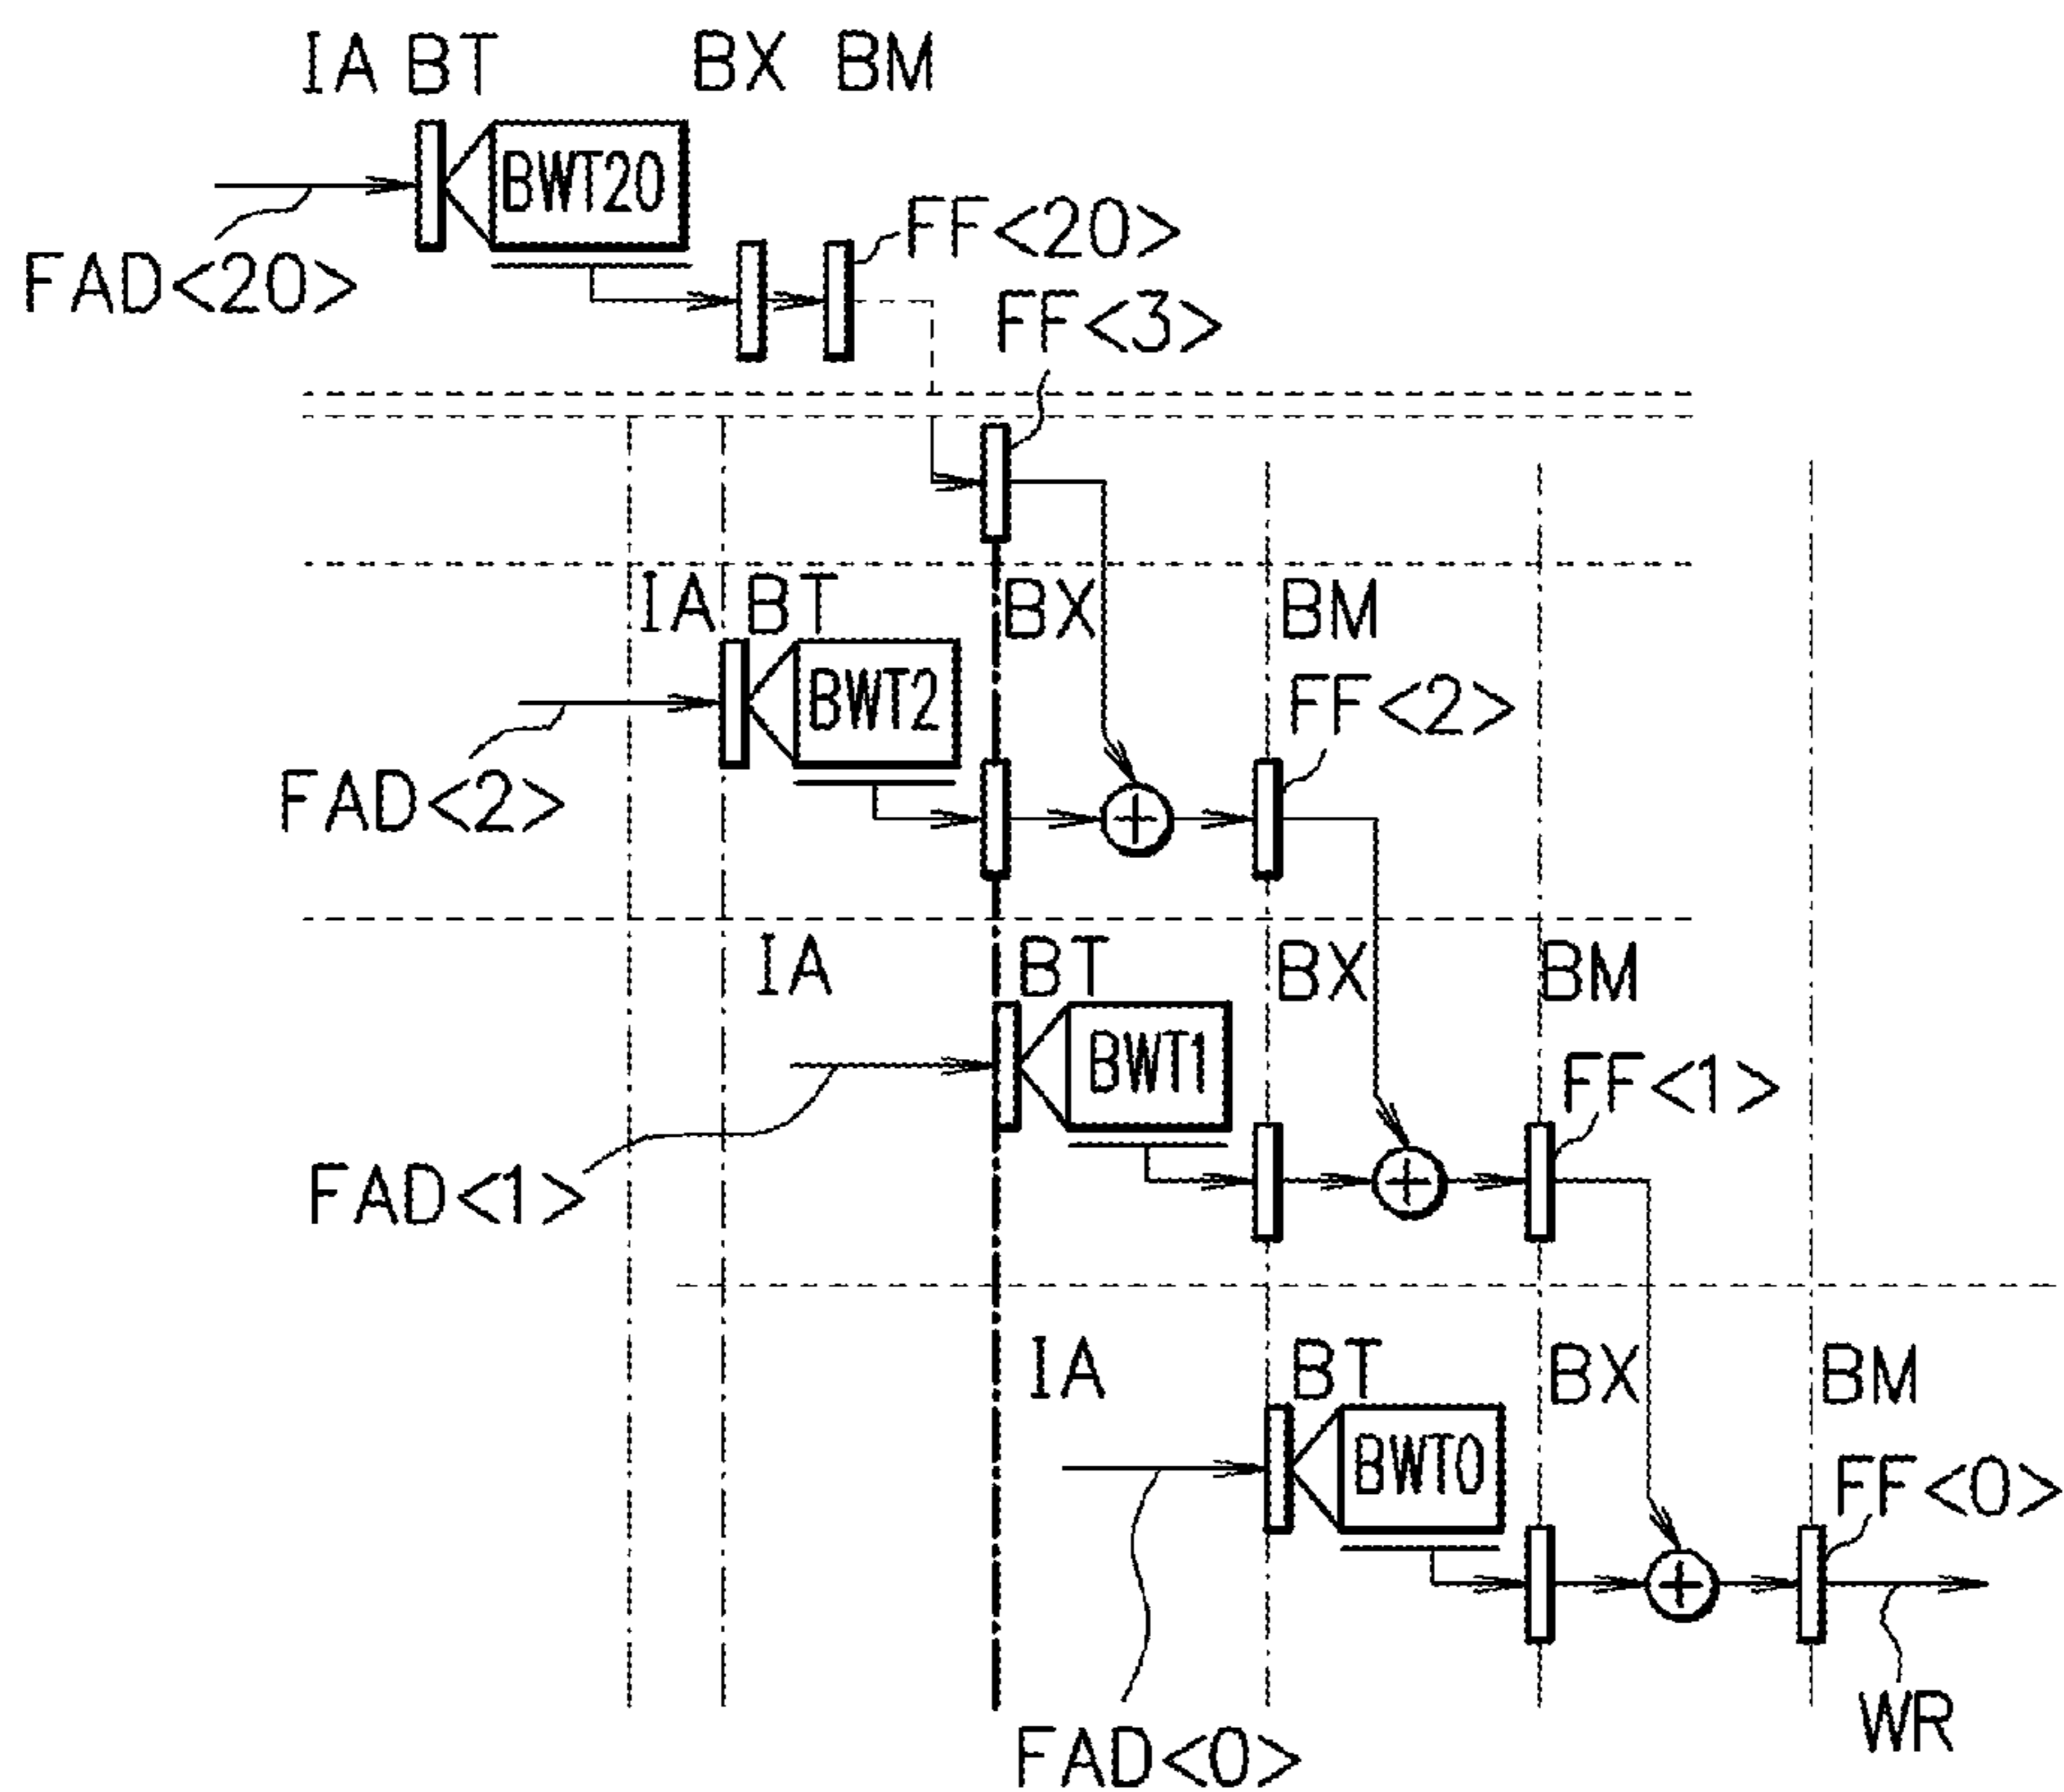 IA BT BX BM
BWT20
FF<20>
FAD<20>
FF<3>
IA BT BX BM
BWT2
FF<2>
FAD<2>
IA BT BX BM
BWT1
FF<1>
FAD<1>
IA BT BX BM
BWT0
FF<0>
WR
FAD<0>